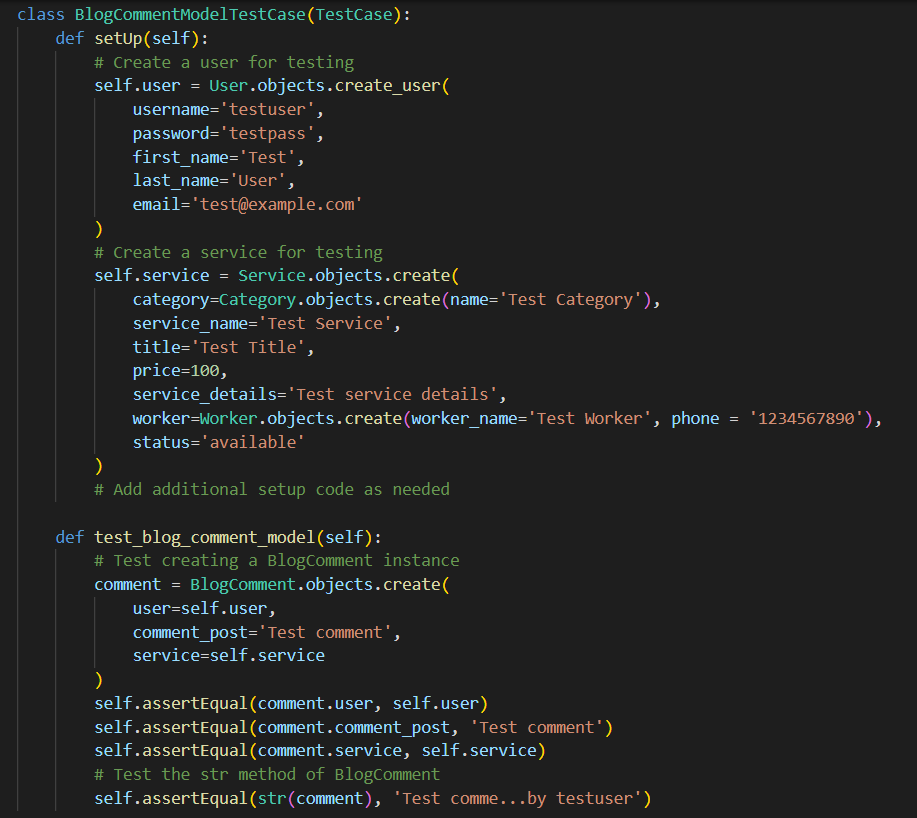 class BlogCommentModelTestCase(TestCase):
    def setUp(self):
        # Create a user for testing
        self.user = User.objects.create_user(
            username='testuser',
            password='testpass',
            first_name='Test',
            last_name='User',
            email='test@example.com'
        )
        # Create a service for testing
        self.service = Service.objects.create(
            category=Category.objects.create(name='Test Category'),
            service_name='Test Service',
            title='Test Title',
            price=100,
            service_details='Test service details',
            worker=Worker.objects.create(worker_name='Test Worker', phone = '1234567890'),
            status='available'
        )
        # Add additional setup code as needed

    def test_blog_comment_model(self):
        # Test creating a BlogComment instance
        comment = BlogComment.objects.create(
            user=self.user,
            comment_post='Test comment',
            service=self.service
        )
        self.assertEqual(comment.user, self.user)
        self.assertEqual(comment.comment_post, 'Test comment')
        self.assertEqual(comment.service, self.service)
        # Test the str method of BlogComment
        self.assertEqual(str(comment), 'Test comme...by testuser')